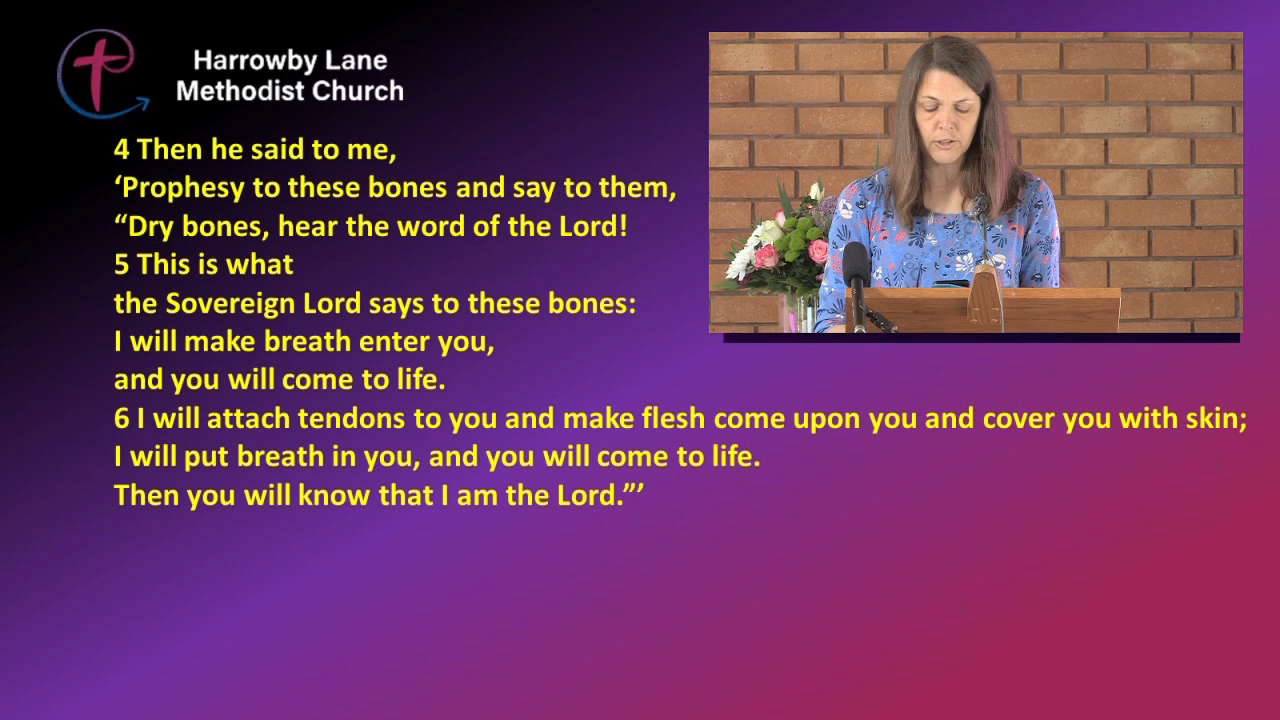 Harrowby Lane
Methodist Church
4 Then he said to me,
‘Prophesy to these bones and say to them,
“Dry bones, hear the word of the Lord!
5 This is what
the Sovereign Lord says to these bones:
I will make breath enter you,
and you will come to life.
6 I will attach tendons to you and make flesh come upon you and cover you with skin;
I will put breath in you, and you will come to life.
Then you will know that I am the Lord.”’